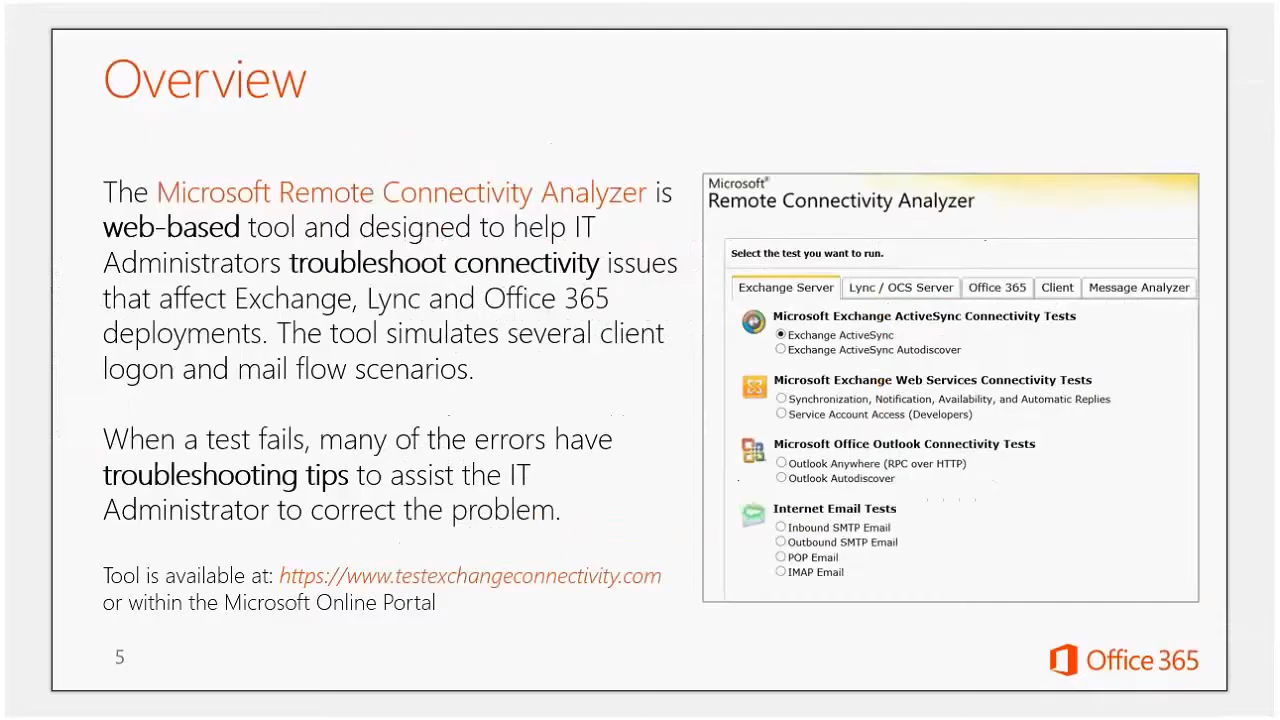 Overview
The Microsoft Remote Connectivity Analyzer is
web-based tool and designed to help IT
Administrators troubleshoot connectivity issues
that affect Exchange, Lync and Office 365
deployments. The tool simulates several client
logon and mail flow scenarios.
When a test fails, many of the errors have
troubleshooting tips to assist the IT
Administrator to correct the problem.
Tool is available at: https://www.testexchangeconnectivity.com
or within the Microsoft Online Portal
Microsoft®
Remote Connectivity Analyzer
Select the test you want to run.
Exchange Server Lync / OCS Server Office 365 Client Message Analyzer
Microsoft Exchange ActiveSync Connectivity Tests
Exchange ActiveSync
Exchange ActiveSync Autodiscover
Microsoft Exchange Web Services Connectivity Tests
Synchronization, Notification, Availability, and Automatic Replies
Service Account Access (Developers)
Microsoft Office Outlook Connectivity Tests
Outlook Anywhere (RPC over HTTP)
Outlook Autodiscover
Internet Email Tests
Inbound SMTP Email
Outbound SMTP Email
POP Email
IMAP Email
5
Office 365